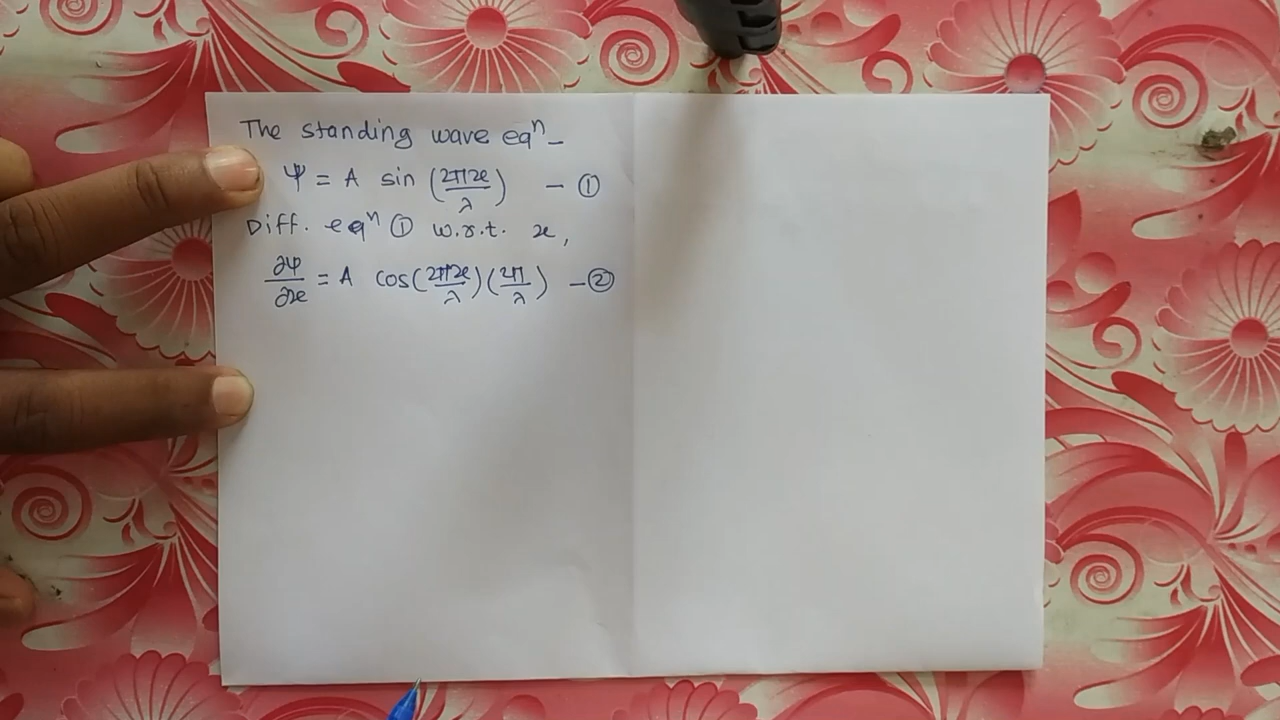 The standing wave eqⁿ –
ψ = A sin (2πx/λ) – ①
Diff. eqⁿ ① w.r.t. x,
∂ψ/∂x = A cos(2πx/λ)(2π/λ) – ②